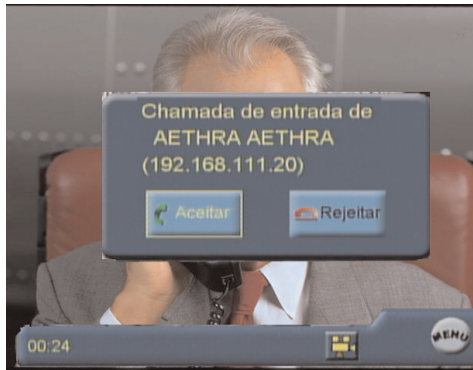 Chamada de entrada de
AETHRA AETHRA
(192.168.111.20)
Aceitar
Rejeitar
00:24
MENU